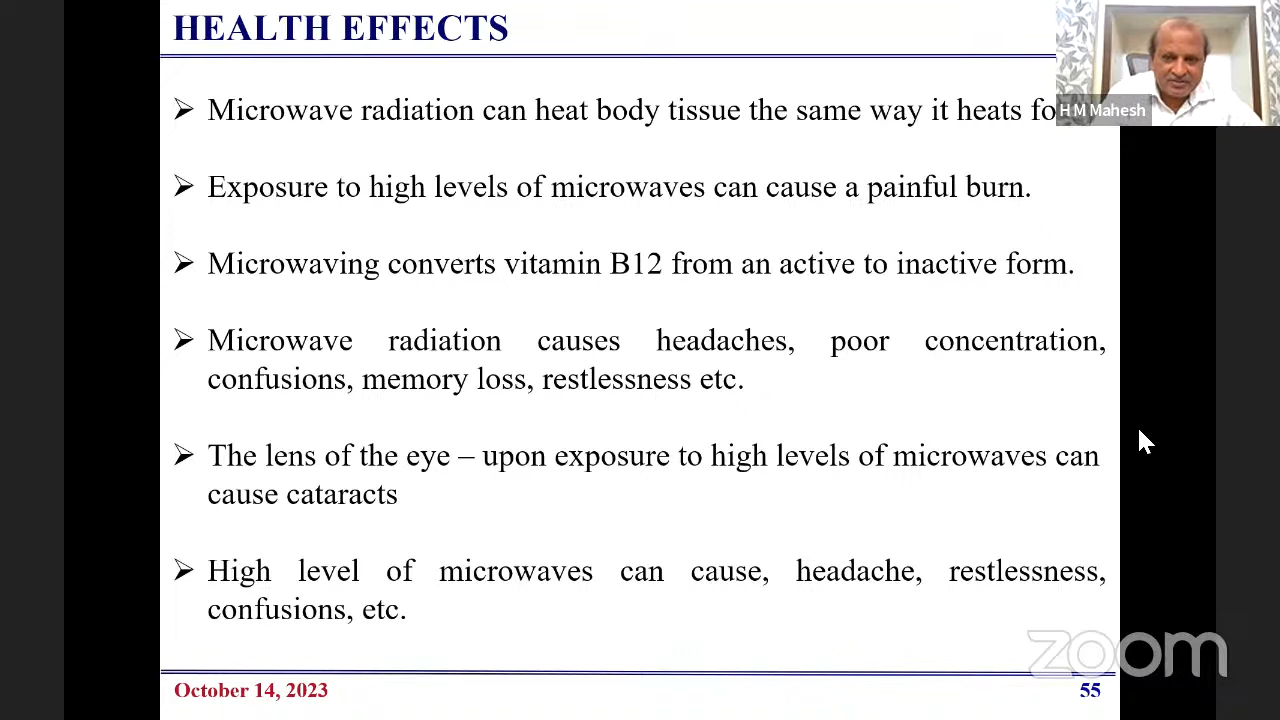 HEALTH EFFECTS
➢ Microwave radiation can heat body tissue the same way it heats
H M Mahesh
➢ Exposure to high levels of microwaves can cause a painful burn.
➢ Microwaving converts vitamin B12 from an active to inactive form.
➢ Microwave radiation causes headaches, poor concentration,
confusions, memory loss, restlessness etc.
➢ The lens of the eye – upon exposure to high levels of microwaves can
cause cataracts
➢ High level of microwaves can cause, headache, restlessness,
confusions, etc.
zoom
October 14, 2023
55